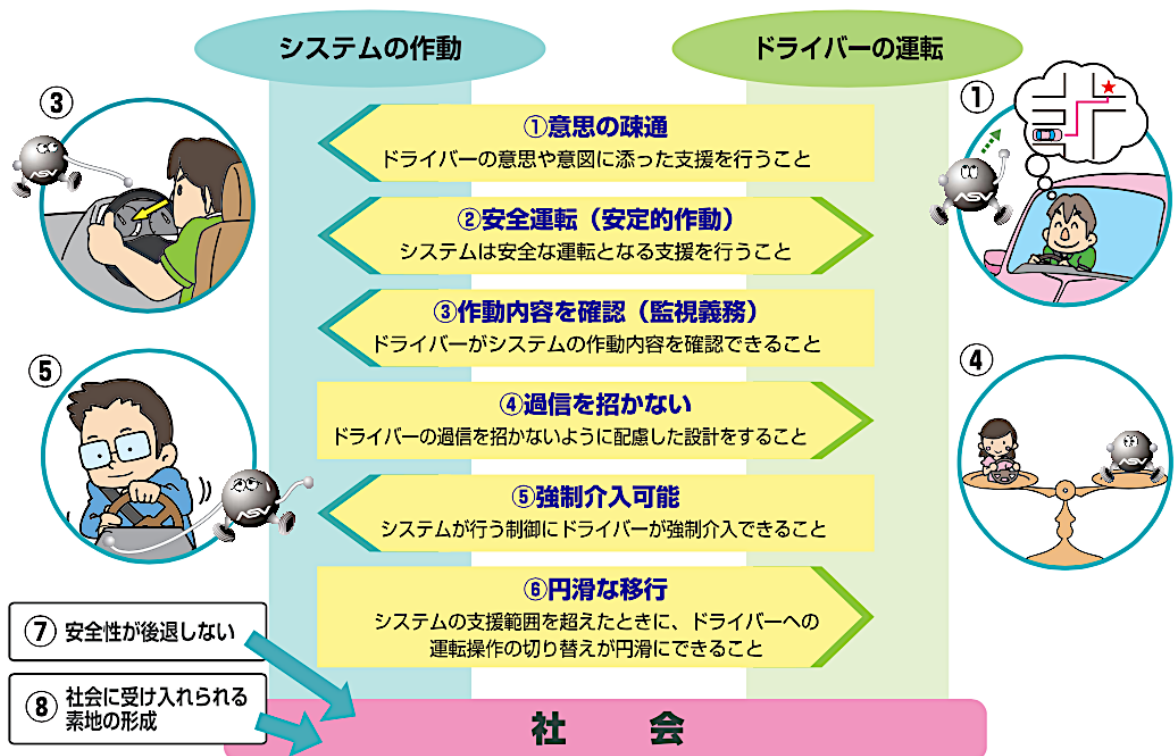 システムの作動
ドライバーの運転
③
①
①意思の疎通
ドライバーの意思や意図に添った支援を行うこと
ASV
ASV
②安全運転（安定的作動）
システムは安全な運転となる支援を行うこと
③作動内容を確認（監視義務）
ドライバーがシステムの作動内容を確認できること
⑤
④
④過信を招かない
ドライバーの過信を招かないように配慮した設計をすること
ASV
ASV
⑤強制介入可能
システムが行う制御にドライバーが強制介入できること
⑥円滑な移行
システムの支援範囲を超えたときに、ドライバーへの
運転操作の切り替えが円滑にできること
⑦ 安全性が後退しない
⑧ 社会に受け入れられる
素地の形成
社 会